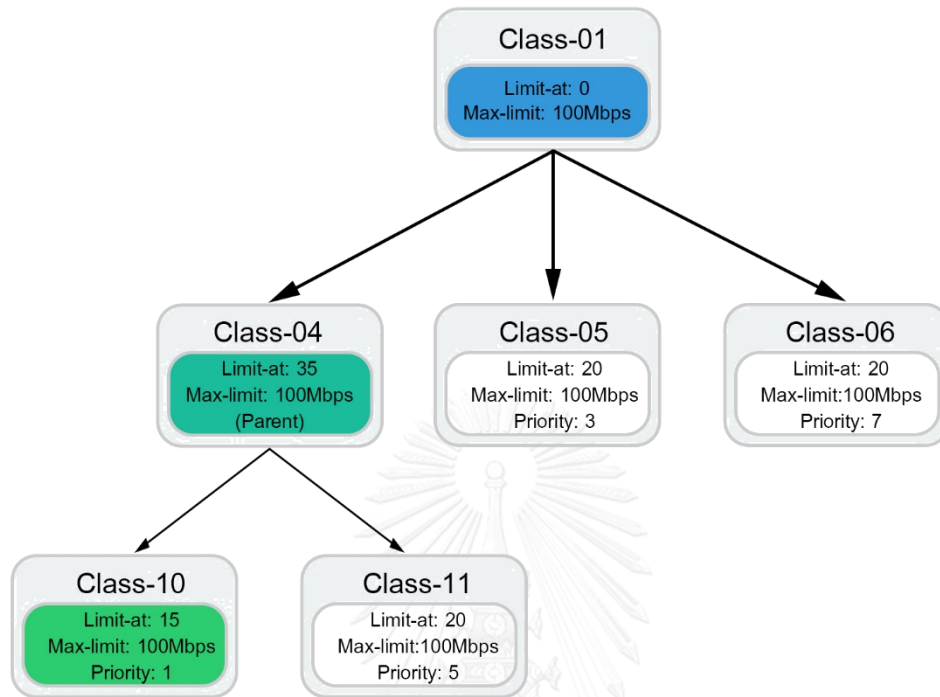 Class-01
Limit-at: 0
Max-limit: 100Mbps
Class-04
Limit-at: 35
Max-limit: 100Mbps
(Parent)
Class-05
Limit-at: 20
Max-limit: 100Mbps
Priority: 3
Class-06
Limit-at: 20
Max-limit:100Mbps
Priority: 7
Class-10
Limit-at: 15
Max-limit: 100Mbps
Priority: 1
Class-11
Limit-at: 20
Max-limit:100Mbps
Priority: 5